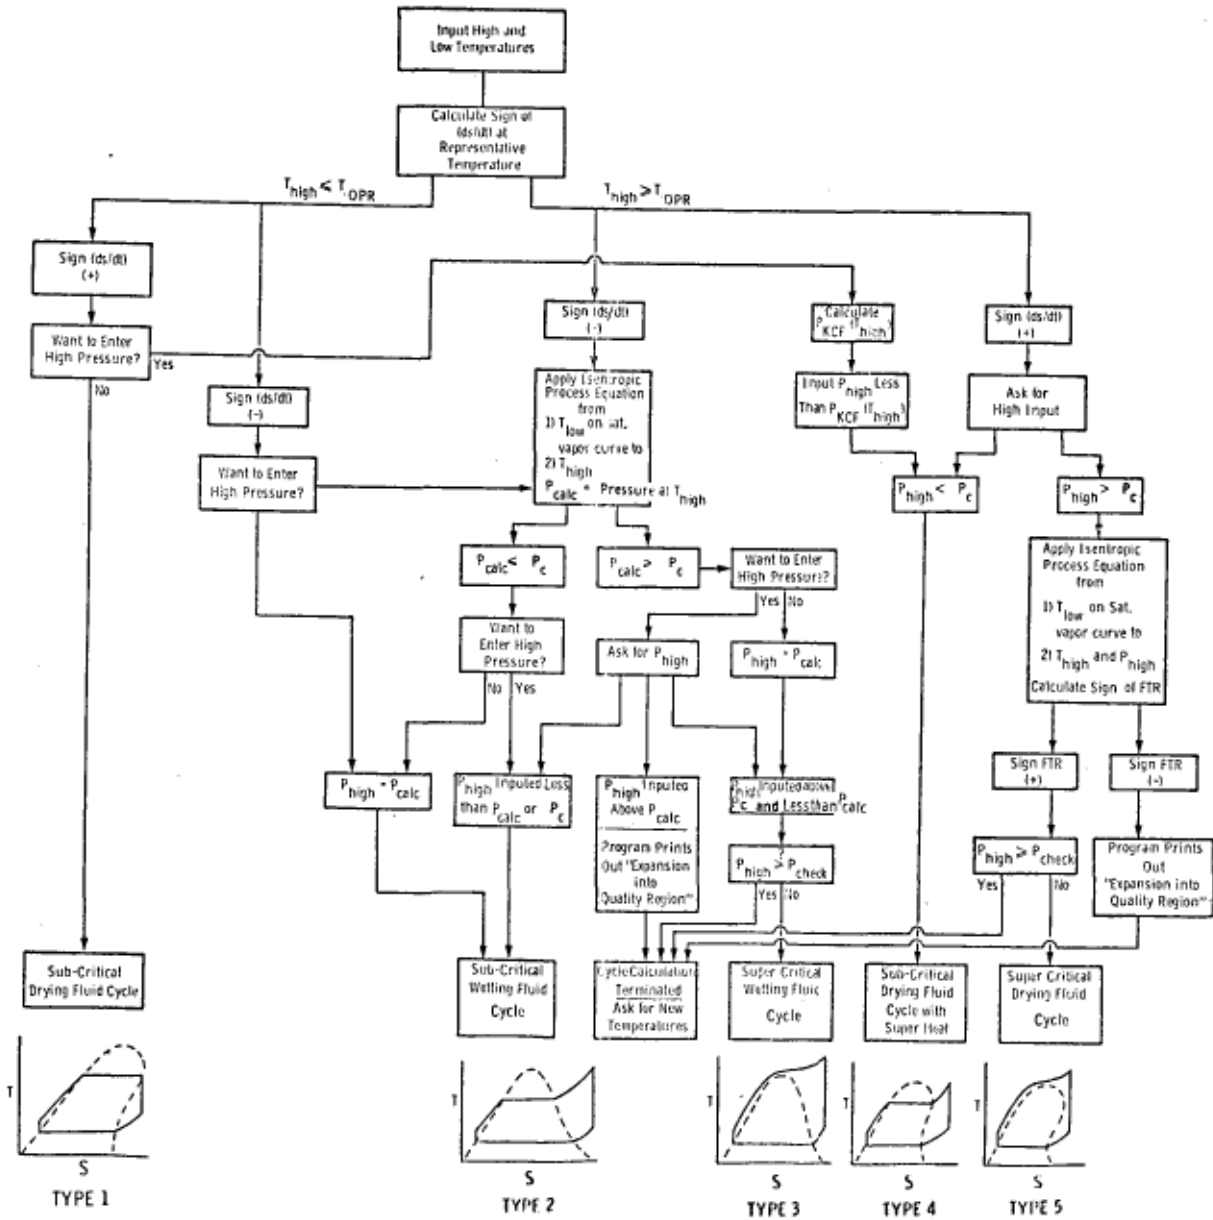 Input High and
Low Temperatures
Calculate Sign of
(ds/dt) at
Representative
Temperature
T high < T OPR
T high ≥ T OPR
Sign (ds/dt)
(+)
Want to Enter
High Pressure?
Yes
No
Sign (ds/dt)
(-)
Want to Enter
High Pressure?
Sign (ds/dt)
(-)
Apply Isentropic
Process Equation
from
1) T low on Sat.
vapor curve to
2) T high
P calc = Pressure at T high
Calculate
P KCF (T high)
Input P high Less
Than P KCF (T high)
Sign (ds/dt)
(+)
Ask for
High Input
P high < P c
P high > P c
P calc < P c
P calc > P c
Want to Enter
High Pressure?
Yes No
Want to
Enter High
Pressure?
No Yes
Ask for P high
P high = P calc
Apply Isentropic
Process Equation
from
1) T low on Sat.
vapor curve to
2) T high and P high
Calculate Sign of FTR
P high = P calc
P high Inputed Less
than P calc or P c
P high Inputed
Above P calc
Program Prints
Out "Expansion
into
Quality Region"
P high Inputed above
P c and Less than P calc
P high ≥ P check
?
Yes No
Sign FTR
(+)
Sign FTR
(-)
P high ≥ P check
Yes
No
Program Prints
Out
"Expansion into
Quality Region"
Sub-Critical
Drying Fluid Cycle
Sub-Critical
Wetting Fluid
Cycle
Cycle Calculation
Terminated
Ask for New
Temperatures
Super Critical
Wetting Fluid
Cycle
Sub-Critical
Drying Fluid
Cycle with
Super Heat
Super Critical
Drying Fluid
Cycle
T
S
TYPE 1
T
S
TYPE 2
T
S
TYPE 3
T
S
TYPE 4
T
S
TYPE 5